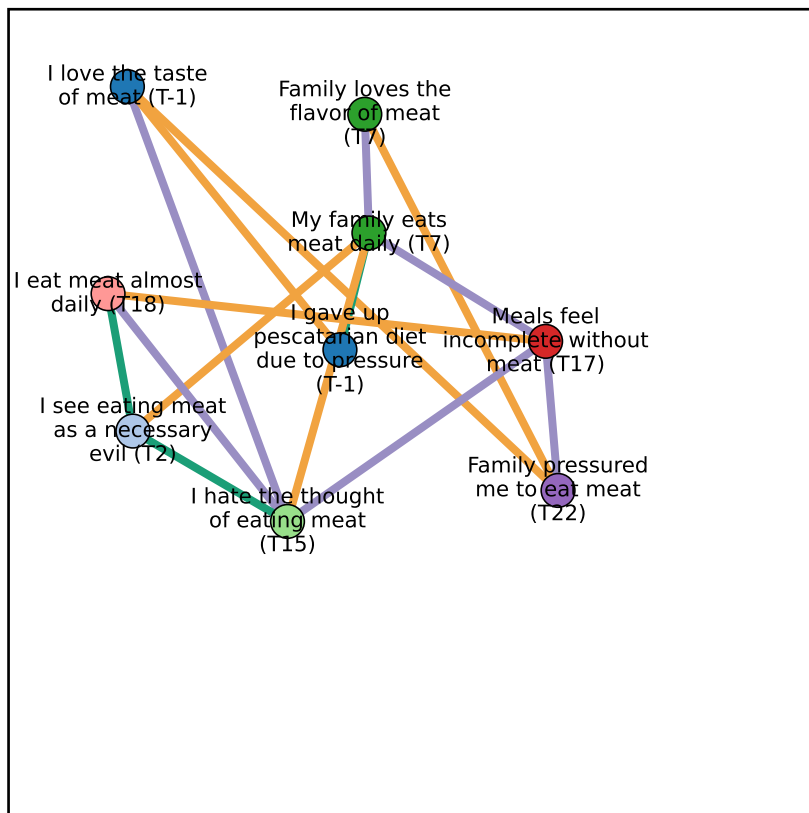 I love the taste
of meat (T-1)
Family loves the
flavor of meat
(T7)
My family eats
meat daily (T7)
I eat meat almost
daily (T18)
I gave up
pescatarian diet
due to pressure
(T-1)
Meals feel
incomplete without
meat (T17)
I see eating meat
as a necessary
evil (T2)
Family pressured
me to eat meat
(T22)
I hate the thought
of eating meat
(T15)